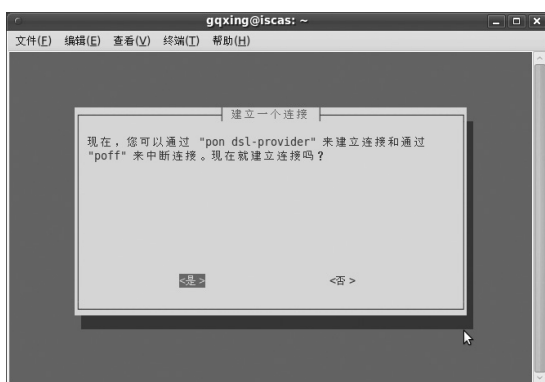 gqxing@iscas: ~
文件(F) 编辑(E) 查看(V) 终端(T) 帮助(H)
建立一个连接
现在，您可以通过 "pon dsl-provider" 来建立连接和通过
"poff" 来中断连接。现在就建立连接吗？
<是> <否>